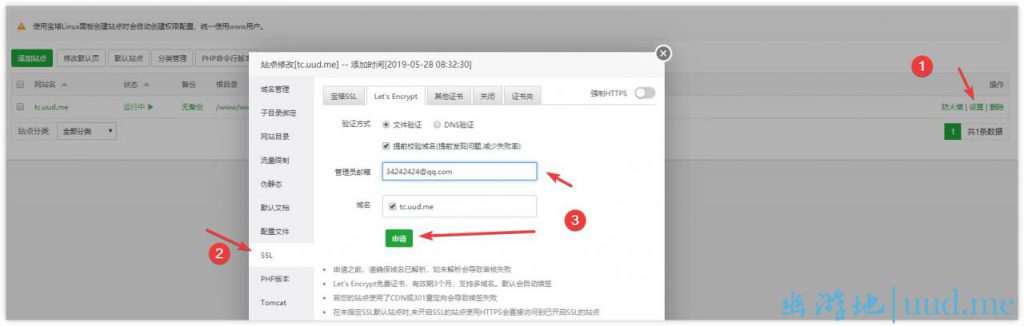 使用宝塔Linux面板创建站点时会自动创建权限配置，统一使用www用户。
添加站点 修改默认页 默认站点 分类管理 PHP命令行版本
网站名 状态 备份 根目录 操作
tc.uud.me 运行中 无备份 /www/ww 防火墙 | 设置 | 删除
站点分类 全部分类 1 共1条数据
站点修改[tc.uud.me] -- 添加时间[2019-05-28 08:32:30]
域名管理
子目录绑定
网站目录
流量限制
伪静态
默认文档
配置文件
SSL
PHP版本
Tomcat
宝塔SSL Let's Encrypt 其他证书 关闭 证书夹 强制HTTPS
验证方式 文件验证 DNS验证
提前校验域名(提前发现问题,减少失败率)
管理员邮箱 34242424@qq.com
域名 tc.uud.me
申请
申请之前，请确保域名已解析，如未解析会导致审核失败
Let's Encrypt免费证书，有效期3个月，支持多域名。默认会自动续签
若您的站点使用了CDN或301重定向会导致续签失败
在未指定SSL默认站点时,未开启SSL的站点使用HTTPS会直接访问到已开启SSL的站点
1
2
3
幽游地|uud.me